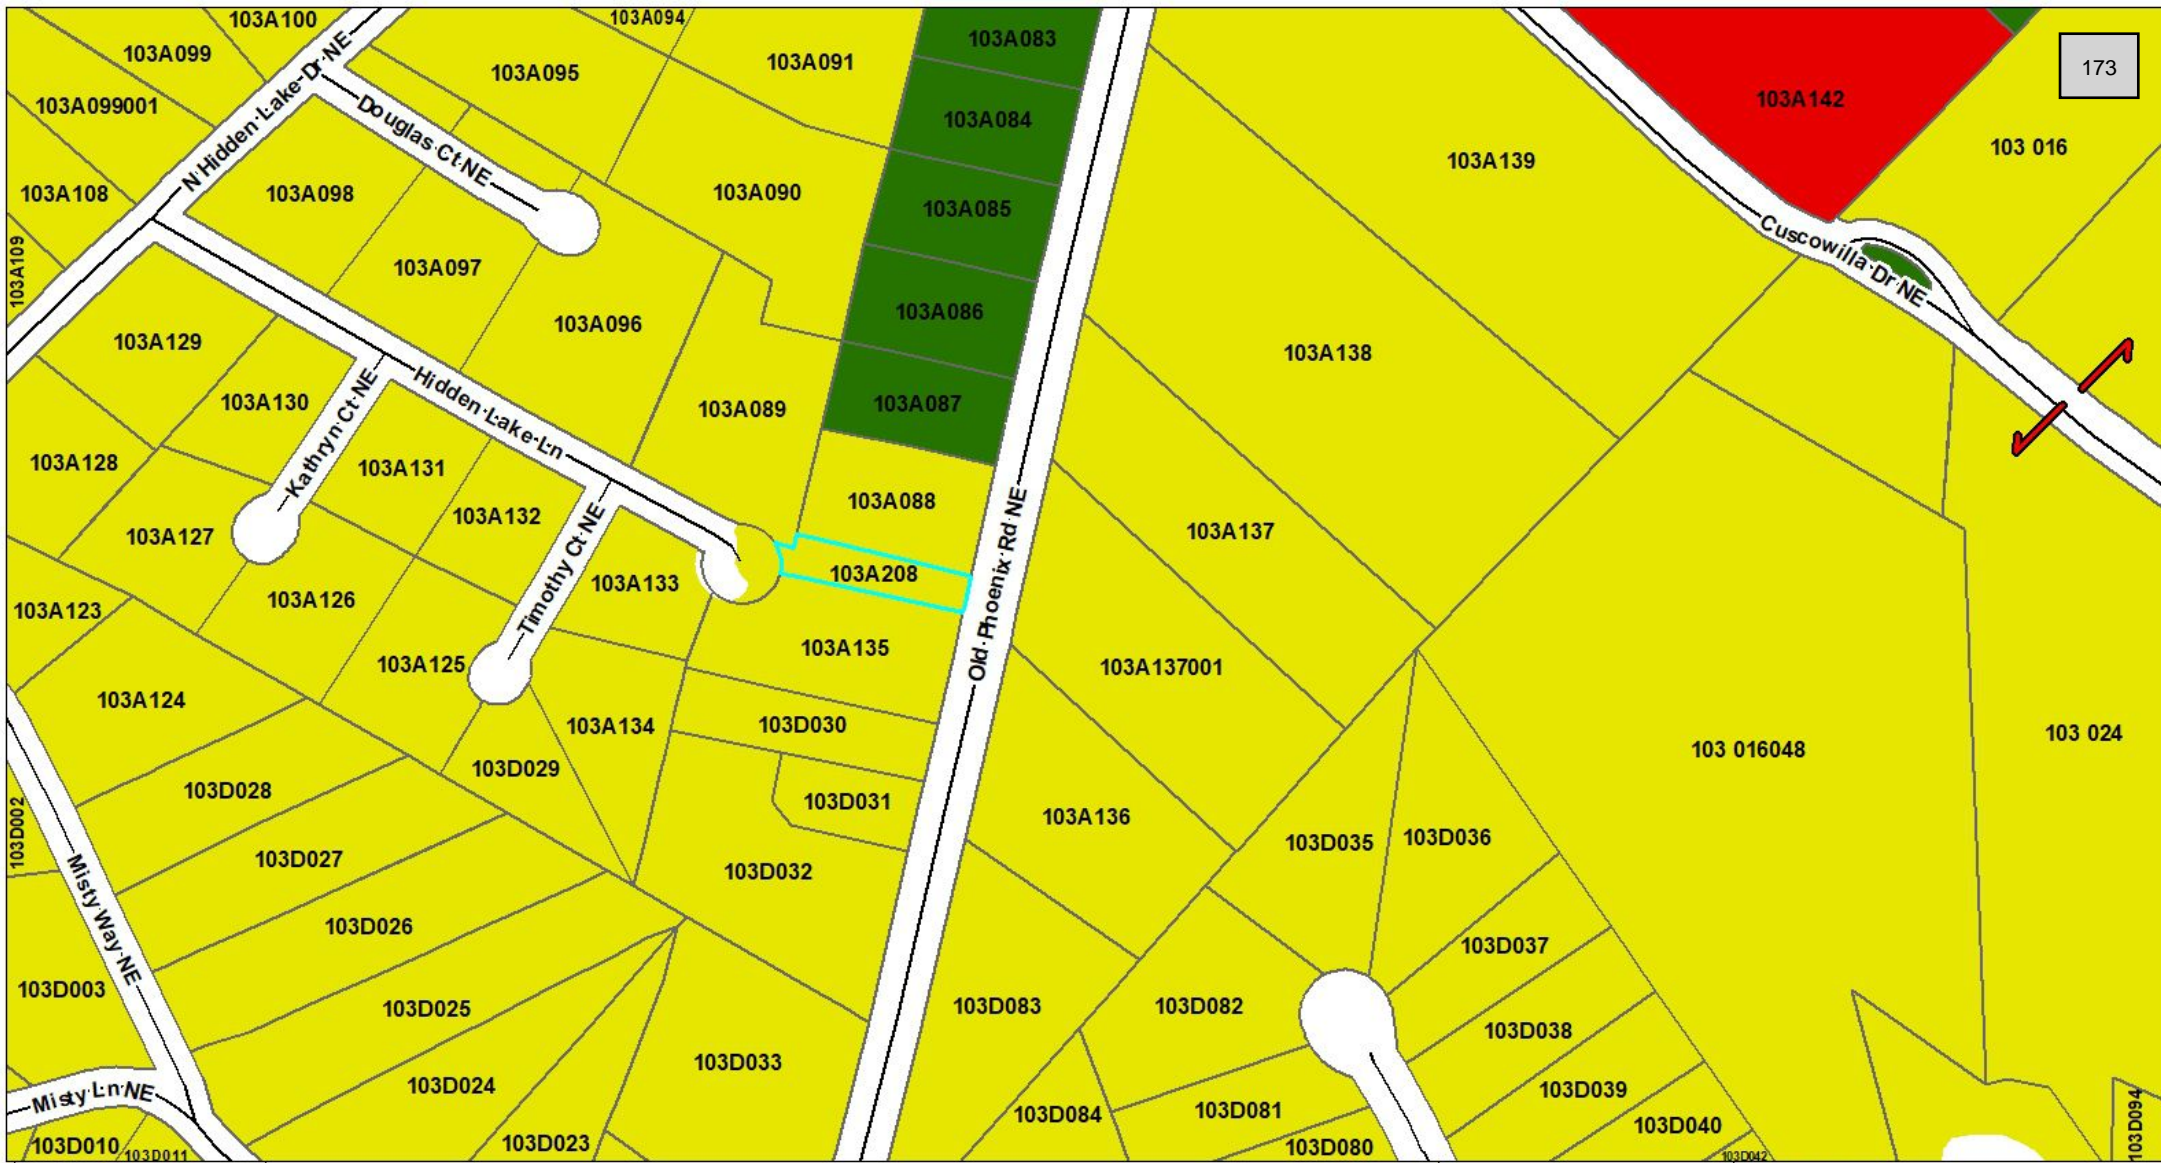 103A100
103A094
103A083
103A099
103A095
103A091
173
103A099001
N Hidden Lake Dr NE
Douglas Ct NE
103A084
103A142
103A139
103 016
103A108
103A098
103A090
103A085
103A109
103A097
Cuscowilla Dr NE
103A096
103A086
103A129
103A138
103A130
Kathryn Ct NE
Hidden Lake Ln
103A089
103A087
103A128
103A131
103A132
103A088
103A127
Timothy Ct NE
103A133
103A208
Old Phoenix Rd NE
103A137
103A123
103A126
103A125
103A135
103A137001
103A124
103A134
103D030
103 016048
103 024
103D029
103D028
103D031
103A136
103D002
103D027
103D032
103D035
103D036
Misty Way NE
103D026
103D037
103D003
103D025
103D083
103D082
103D038
103D033
103D024
103D039
Misty Ln NE
103D084
103D081
103D040
103D094
103D010
103D011
103D023
103D080
103D042